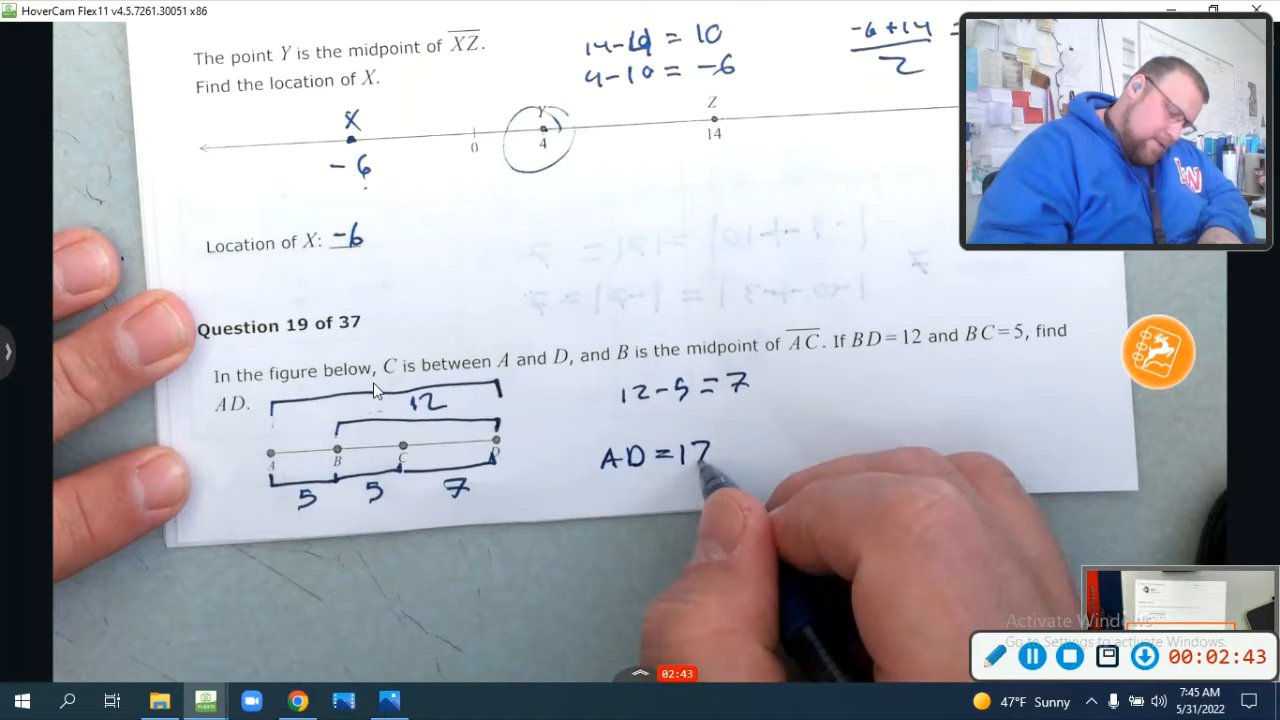 HoverCam Flex11 v4.5.7261.30051 x86
The point Y is the midpoint of XZ.
Find the location of X.
14-10 = 10
4-10 = -6
-6+14 =
2
X
Y
Z
-6
0
4
14
Location of X: -6
Question 19 of 37
In the figure below, C is between A and D, and B is the midpoint of AC. If BD=12 and BC=5, find
AD.
12
12-5=7
A B C D
AD=17
5 5 7
Activate Windows
Go to Settings to activate Windows.
00:02:43
02:43
47°F Sunny
7:45 AM
5/31/2022